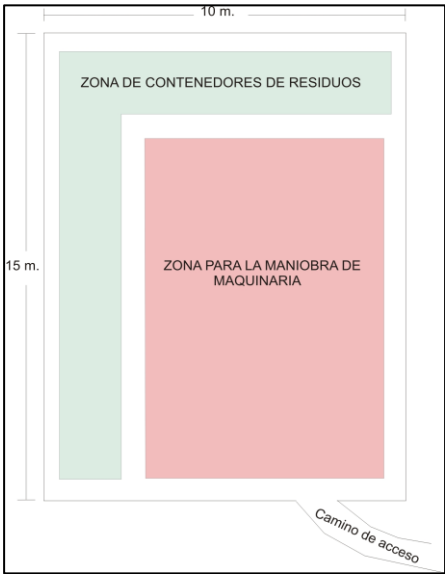 10 m.
ZONA DE CONTENEDORES DE RESIDUOS
15 m.
ZONA PARA LA MANIOBRA DE
MAQUINARIA
Camino de acceso